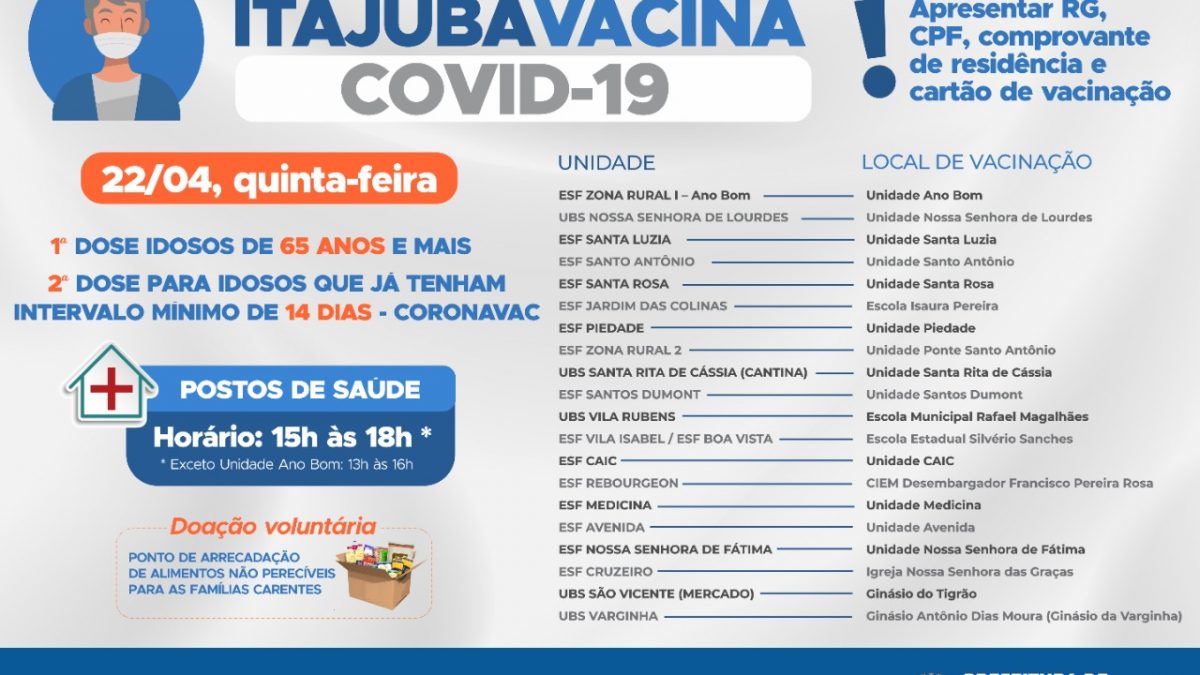 ITAJUBÁVACINA
COVID-19
Apresentar RG,
CPF, comprovante
de residência e
cartão de vacinação
22/04, quinta-feira
1ª DOSE IDOSOS DE 65 ANOS E MAIS
2ª DOSE PARA IDOSOS QUE JÁ TENHAM
INTERVALO MÍNIMO DE 14 DIAS - CORONAVAC
POSTOS DE SAÚDE
Horário: 15h às 18h *
* Exceto Unidade Ano Bom: 13h às 16h
Doação voluntária
PONTO DE ARRECADAÇÃO
DE ALIMENTOS NÃO PERECÍVEIS
PARA AS FAMÍLIAS CARENTES
UNIDADE LOCAL DE VACINAÇÃO
ESF ZONA RURAL I – Ano Bom Unidade Ano Bom
UBS NOSSA SENHORA DE LOURDES Unidade Nossa Senhora de Lourdes
ESF SANTA LUZIA Unidade Santa Luzia
ESF SANTO ANTÔNIO Unidade Santo Antônio
ESF SANTA ROSA Unidade Santa Rosa
ESF JARDIM DAS COLINAS Escola Isaura Pereira
ESF PIEDADE Unidade Piedade
ESF ZONA RURAL 2 Unidade Ponte Santo Antônio
UBS SANTA RITA DE CÁSSIA (CANTINA) Unidade Santa Rita de Cássia
ESF SANTOS DUMONT Unidade Santos Dumont
UBS VILA RUBENS Escola Municipal Rafael Magalhães
ESF VILA ISABEL / ESF BOA VISTA Escola Estadual Silvério Sanches
ESF CAIC Unidade CAIC
ESF REBOURGEON CIEM Desembargador Francisco Pereira Rosa
ESF MEDICINA Unidade Medicina
ESF AVENIDA Unidade Avenida
ESF NOSSA SENHORA DE FÁTIMA Unidade Nossa Senhora de Fátima
ESF CRUZEIRO Igreja Nossa Senhora das Graças
UBS SÃO VICENTE (MERCADO) Ginásio do Tigrão
UBS VARGINHA Ginásio Antônio Dias Moura (Ginásio da Varginha)